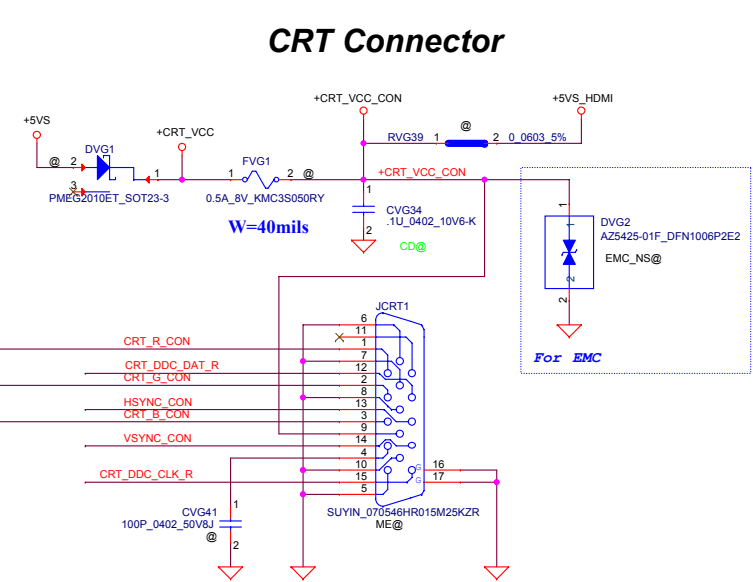 CRT Connector
+CRT_VCC_CON
+5VS_HDMI
+5VS
+CRT_VCC
@
RVG39 1 2 0_0603_5%
DVG1
@ 2
1
3
PMEG2010ET_SOT23-3
FVG1
1 2 @
0.5A_8V_KMC3S050RY
W=40mils
+CRT_VCC_CON
1
CVG34
.1U_0402_10V6-K
2
CD@
1
1
DVG2
AZ5425-01F_DFN1006P2E2
EMC_NS@
2
2
For EMC
JCRT1
6
11
CRT_R_CON 1
7
CRT_DDC_DAT_R 12
CRT_G_CON 2
8
HSYNC_CON 13
CRT_B_CON 3
9
VSYNC_CON 14
4
10 G 16
CRT_DDC_CLK_R 15 G 17
5
1
CVG41
100P_0402_50V8J
@
2
SUYIN_070546HR015M25KZR
ME@